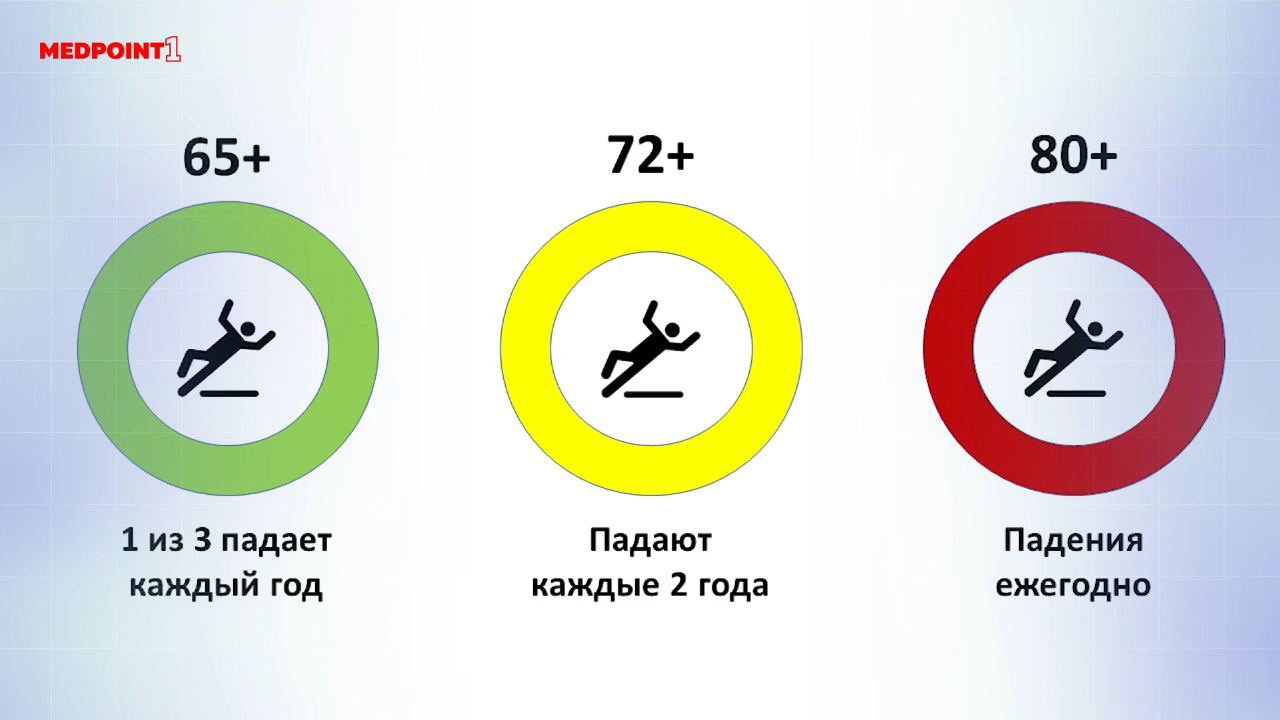 MEDPOINT1
65+
1 из 3 падает
каждый год
72+
Падают
каждые 2 года
80+
Падения
ежегодно